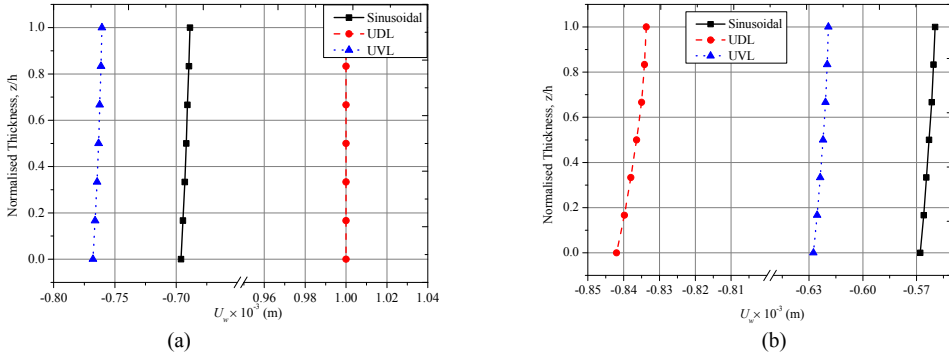 Sinusoidal
UDL
UVL
Normalised Thickness, z/h
1.0
0.8
0.6
0.4
0.2
0.0
-0.80 -0.75 -0.70 0.96 0.98 1.00 1.02 1.04
U_w × 10^-3 (m)
(a)
Sinusoidal
UDL
UVL
Normalised Thickness, z/h
1.0
0.8
0.6
0.4
0.2
0.0
-0.85 -0.84 -0.83 -0.82 -0.81 -0.63 -0.60 -0.57
U_w × 10^-3 (m)
(b)